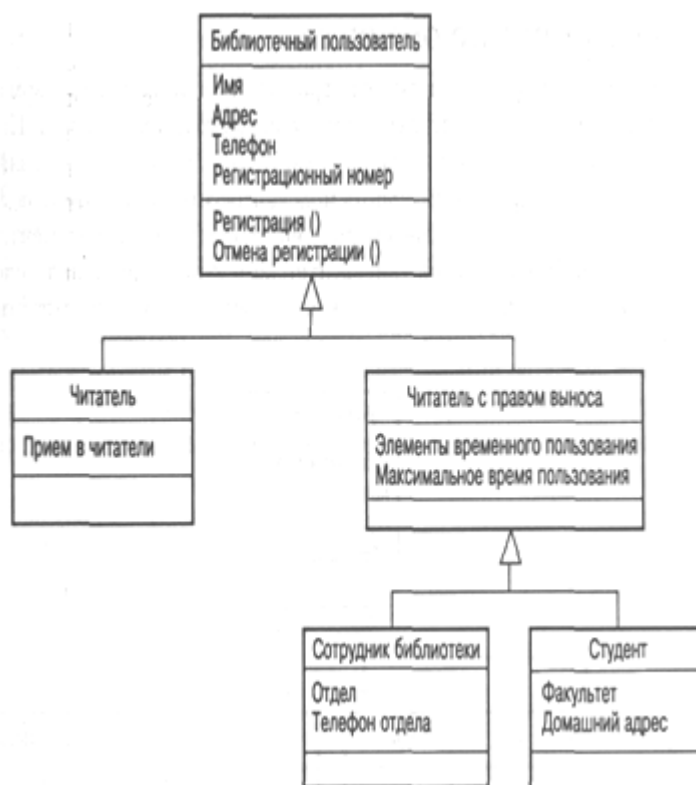 Библиотечный пользователь
Имя
Адрес
Телефон
Регистрационный номер
Регистрация ()
Отмена регистрации ()
Читатель
Прием в читатели
Читатель с правом выноса
Элементы временного пользования
Максимальное время пользования
Сотрудник библиотеки
Отдел
Телефон отдела
Студент
Факультет
Домашний адрес